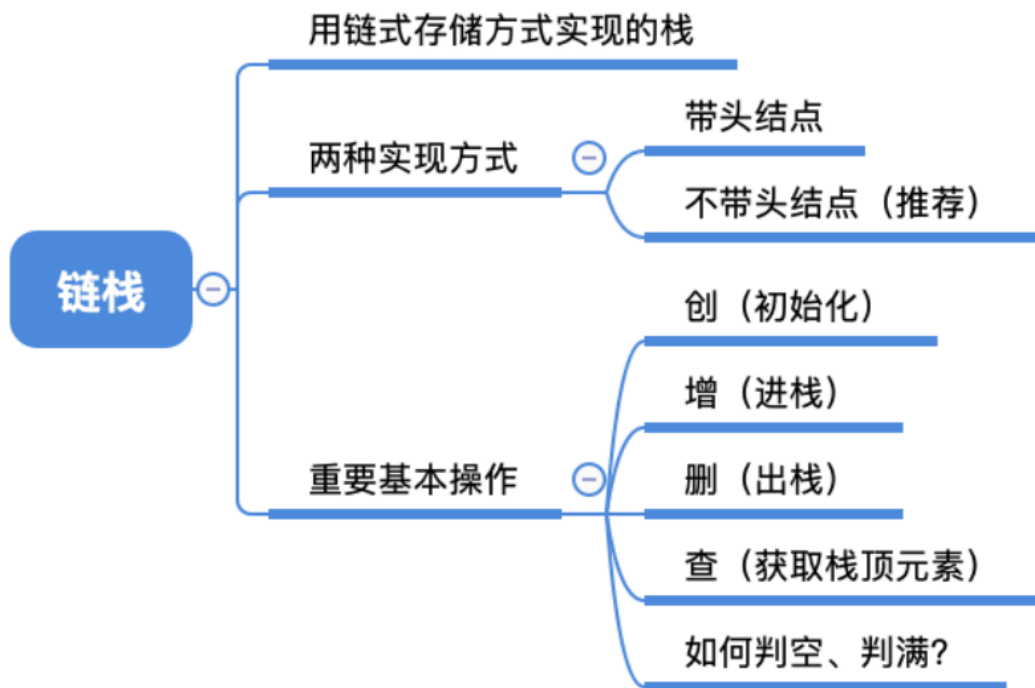 用链式存储方式实现的栈
两种实现方式
带头结点
不带头结点（推荐）
链栈
重要基本操作
创（初始化）
增（进栈）
删（出栈）
查（获取栈顶元素）
如何判空、判满?